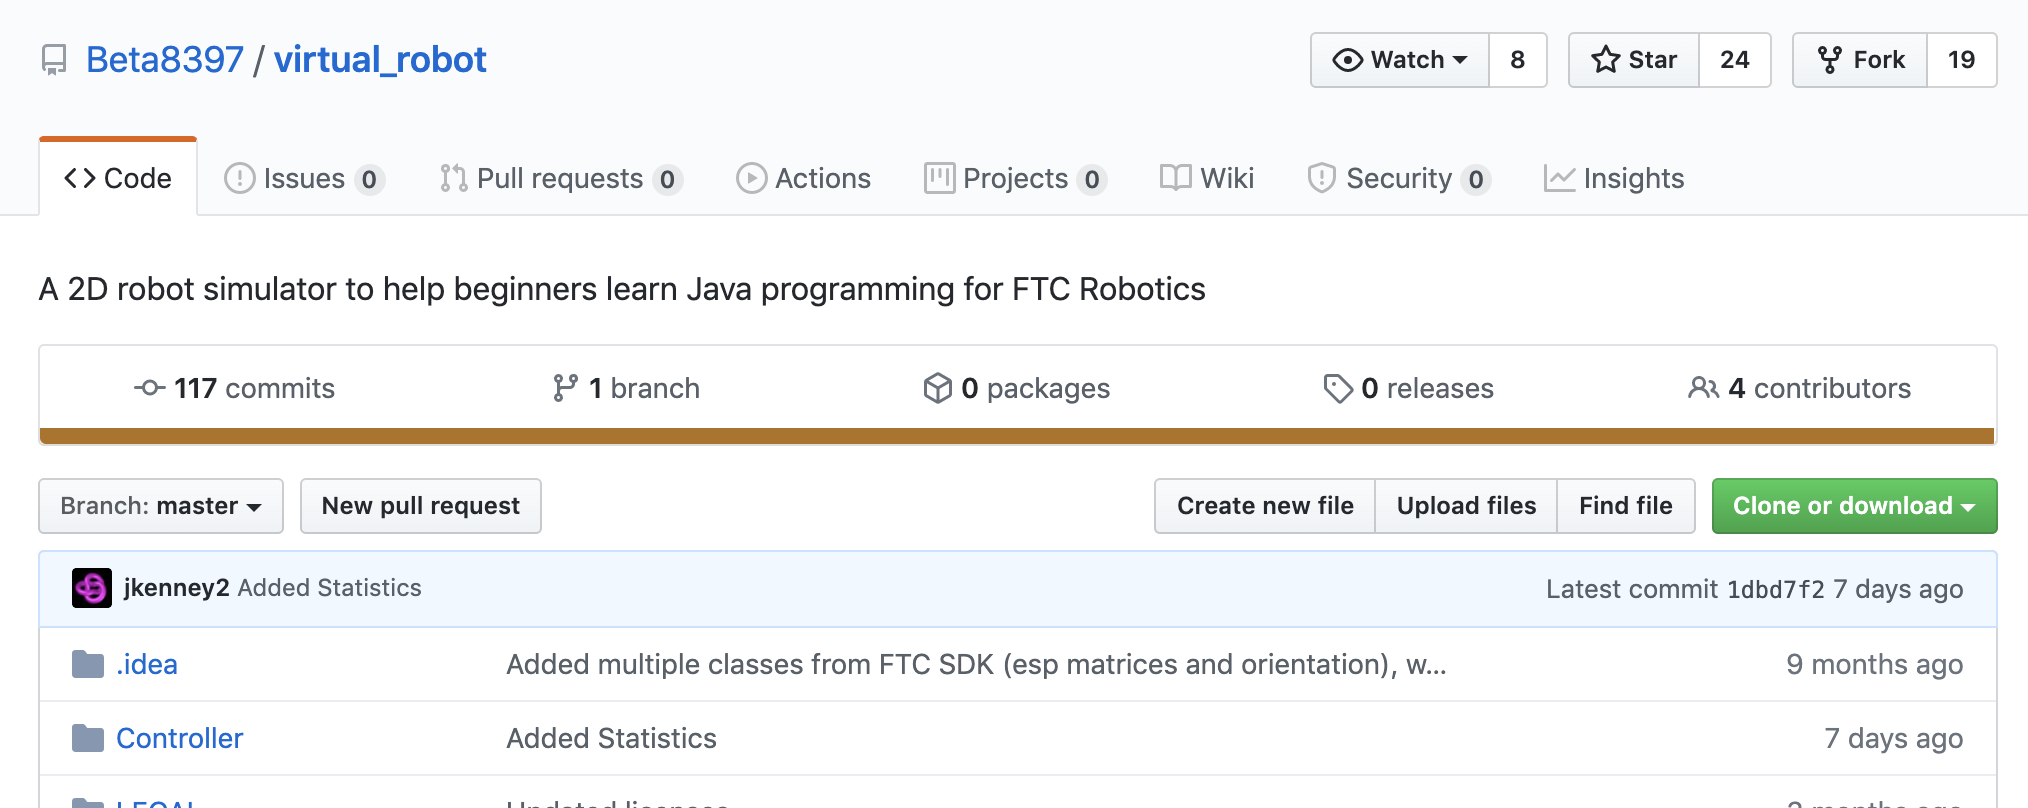 Beta8397 / virtual_robot
Watch 8 Star 24 Fork 19
Code Issues 0 Pull requests 0 Actions Projects 0 Wiki Security 0 Insights
A 2D robot simulator to help beginners learn Java programming for FTC Robotics
117 commits 1 branch 0 packages 0 releases 4 contributors
Branch: master New pull request Create new file Upload files Find file Clone or download
jkenney2 Added Statistics Latest commit 1dbd7f2 7 days ago
.idea Added multiple classes from FTC SDK (esp matrices and orientation), w... 9 months ago
Controller Added Statistics 7 days ago